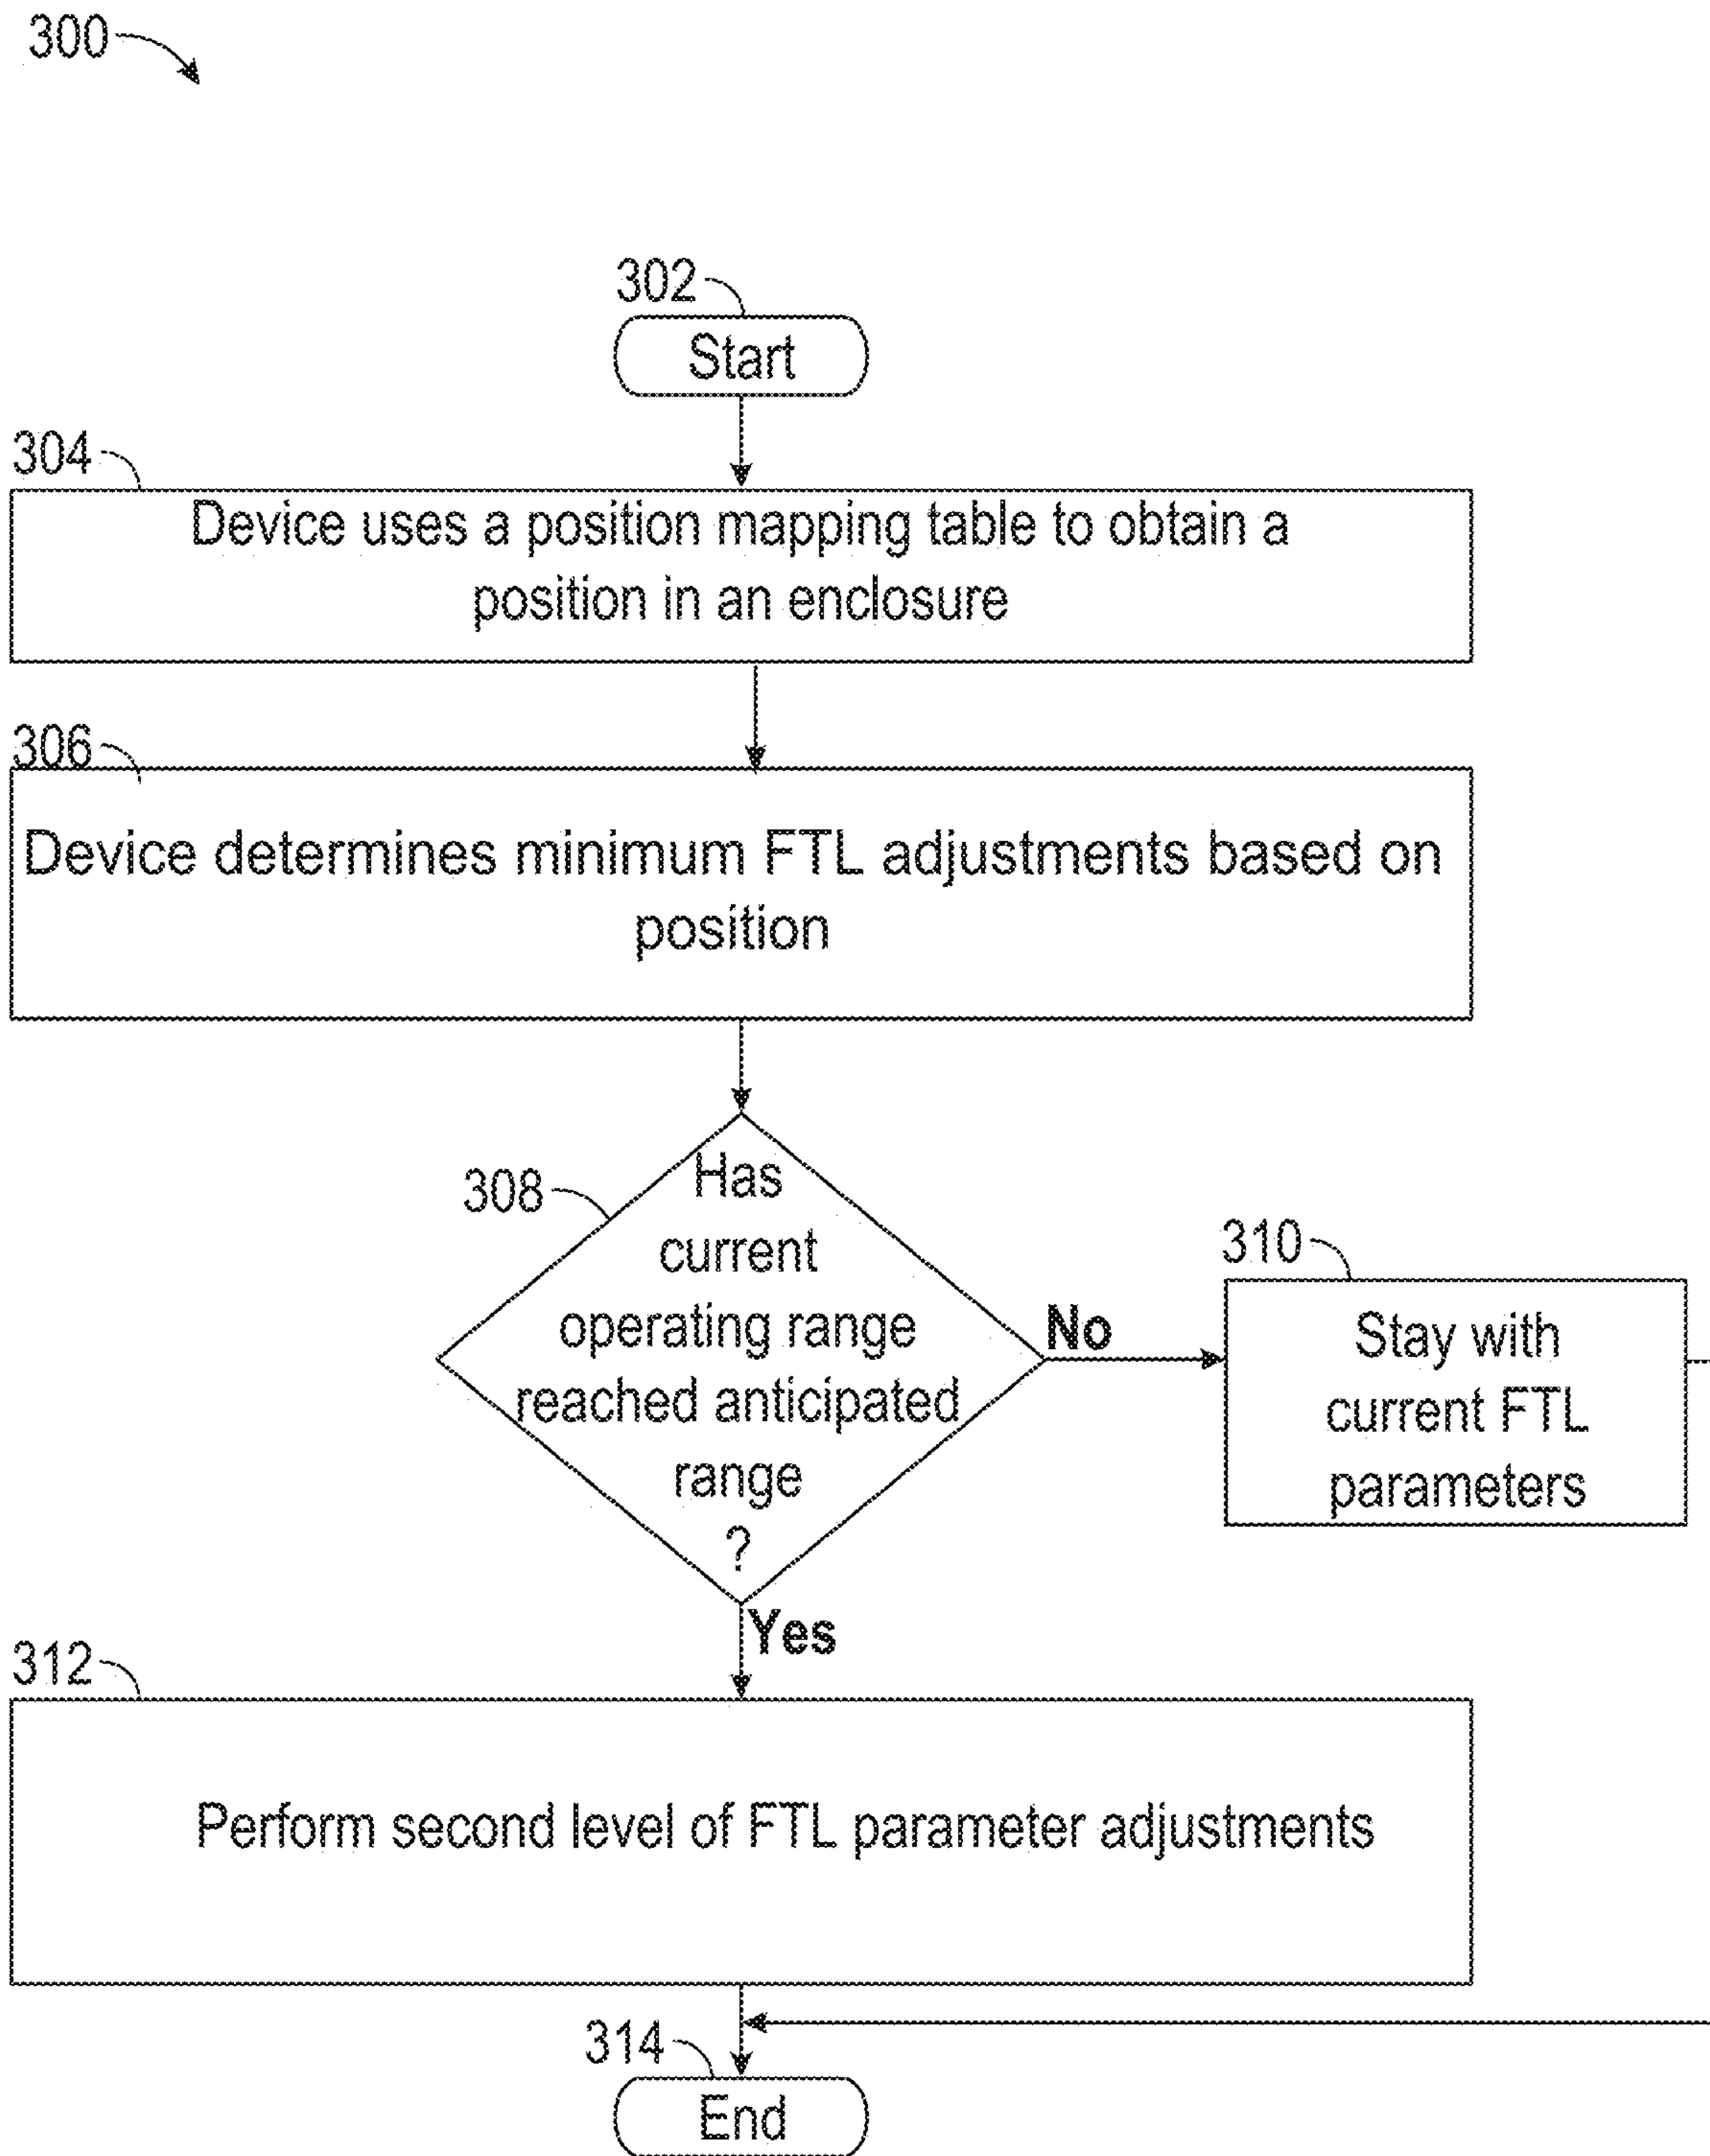 300
302
Start
304
Device uses a position mapping table to obtain a
position in an enclosure
306
Device determines minimum FTL adjustments based on
position
308
Has
current
operating range
reached anticipated
range
?
No
310
Stay with
current FTL
parameters
Yes
312
Perform second level of FTL parameter adjustments
314
End